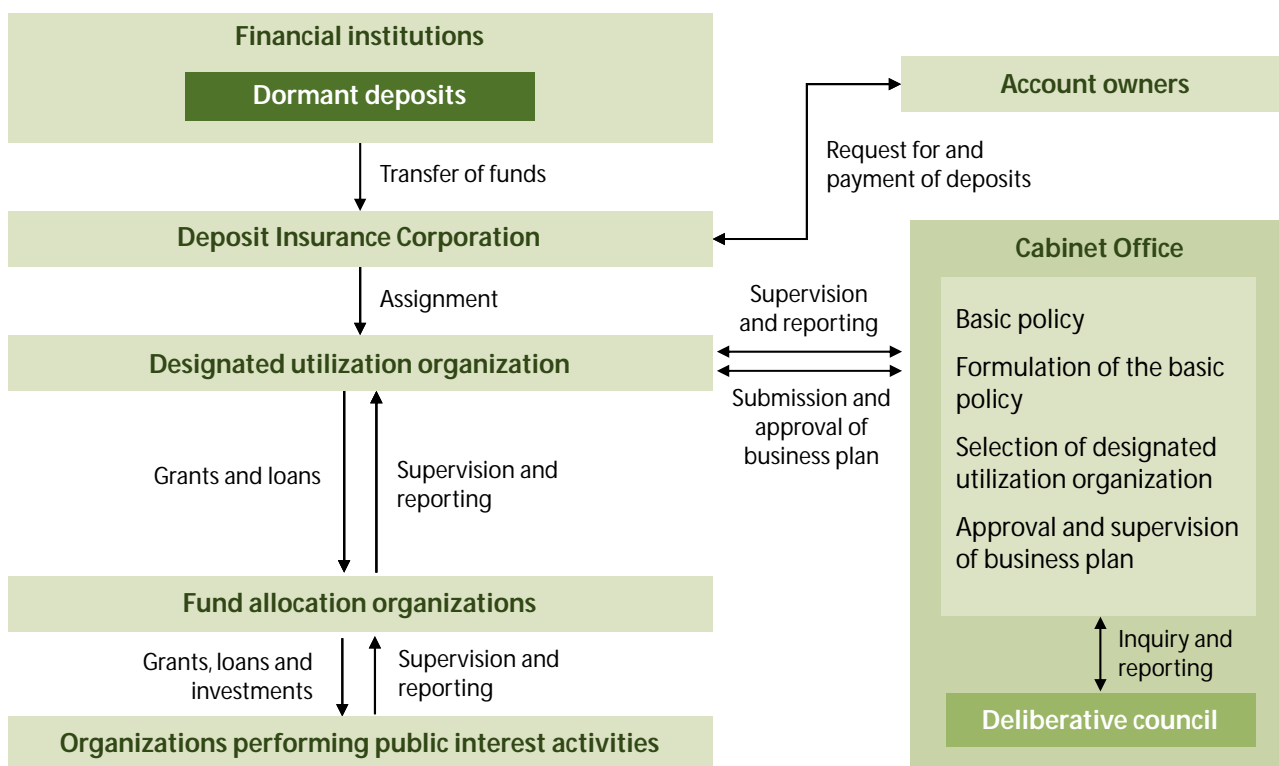 Financial institutions
Dormant deposits
Account owners
Request for and
payment of deposits
Transfer of funds
Deposit Insurance Corporation
Assignment
Supervision
and reporting
Designated utilization organization
Submission and
approval of
business plan
Grants and loans
Supervision and
reporting
Fund allocation organizations
Grants, loans and
investments
Supervision and
reporting
Organizations performing public interest activities
Cabinet Office
Basic policy
Formulation of the basic
policy
Selection of designated
utilization organization
Approval and supervision
of business plan
Inquiry and
reporting
Deliberative council